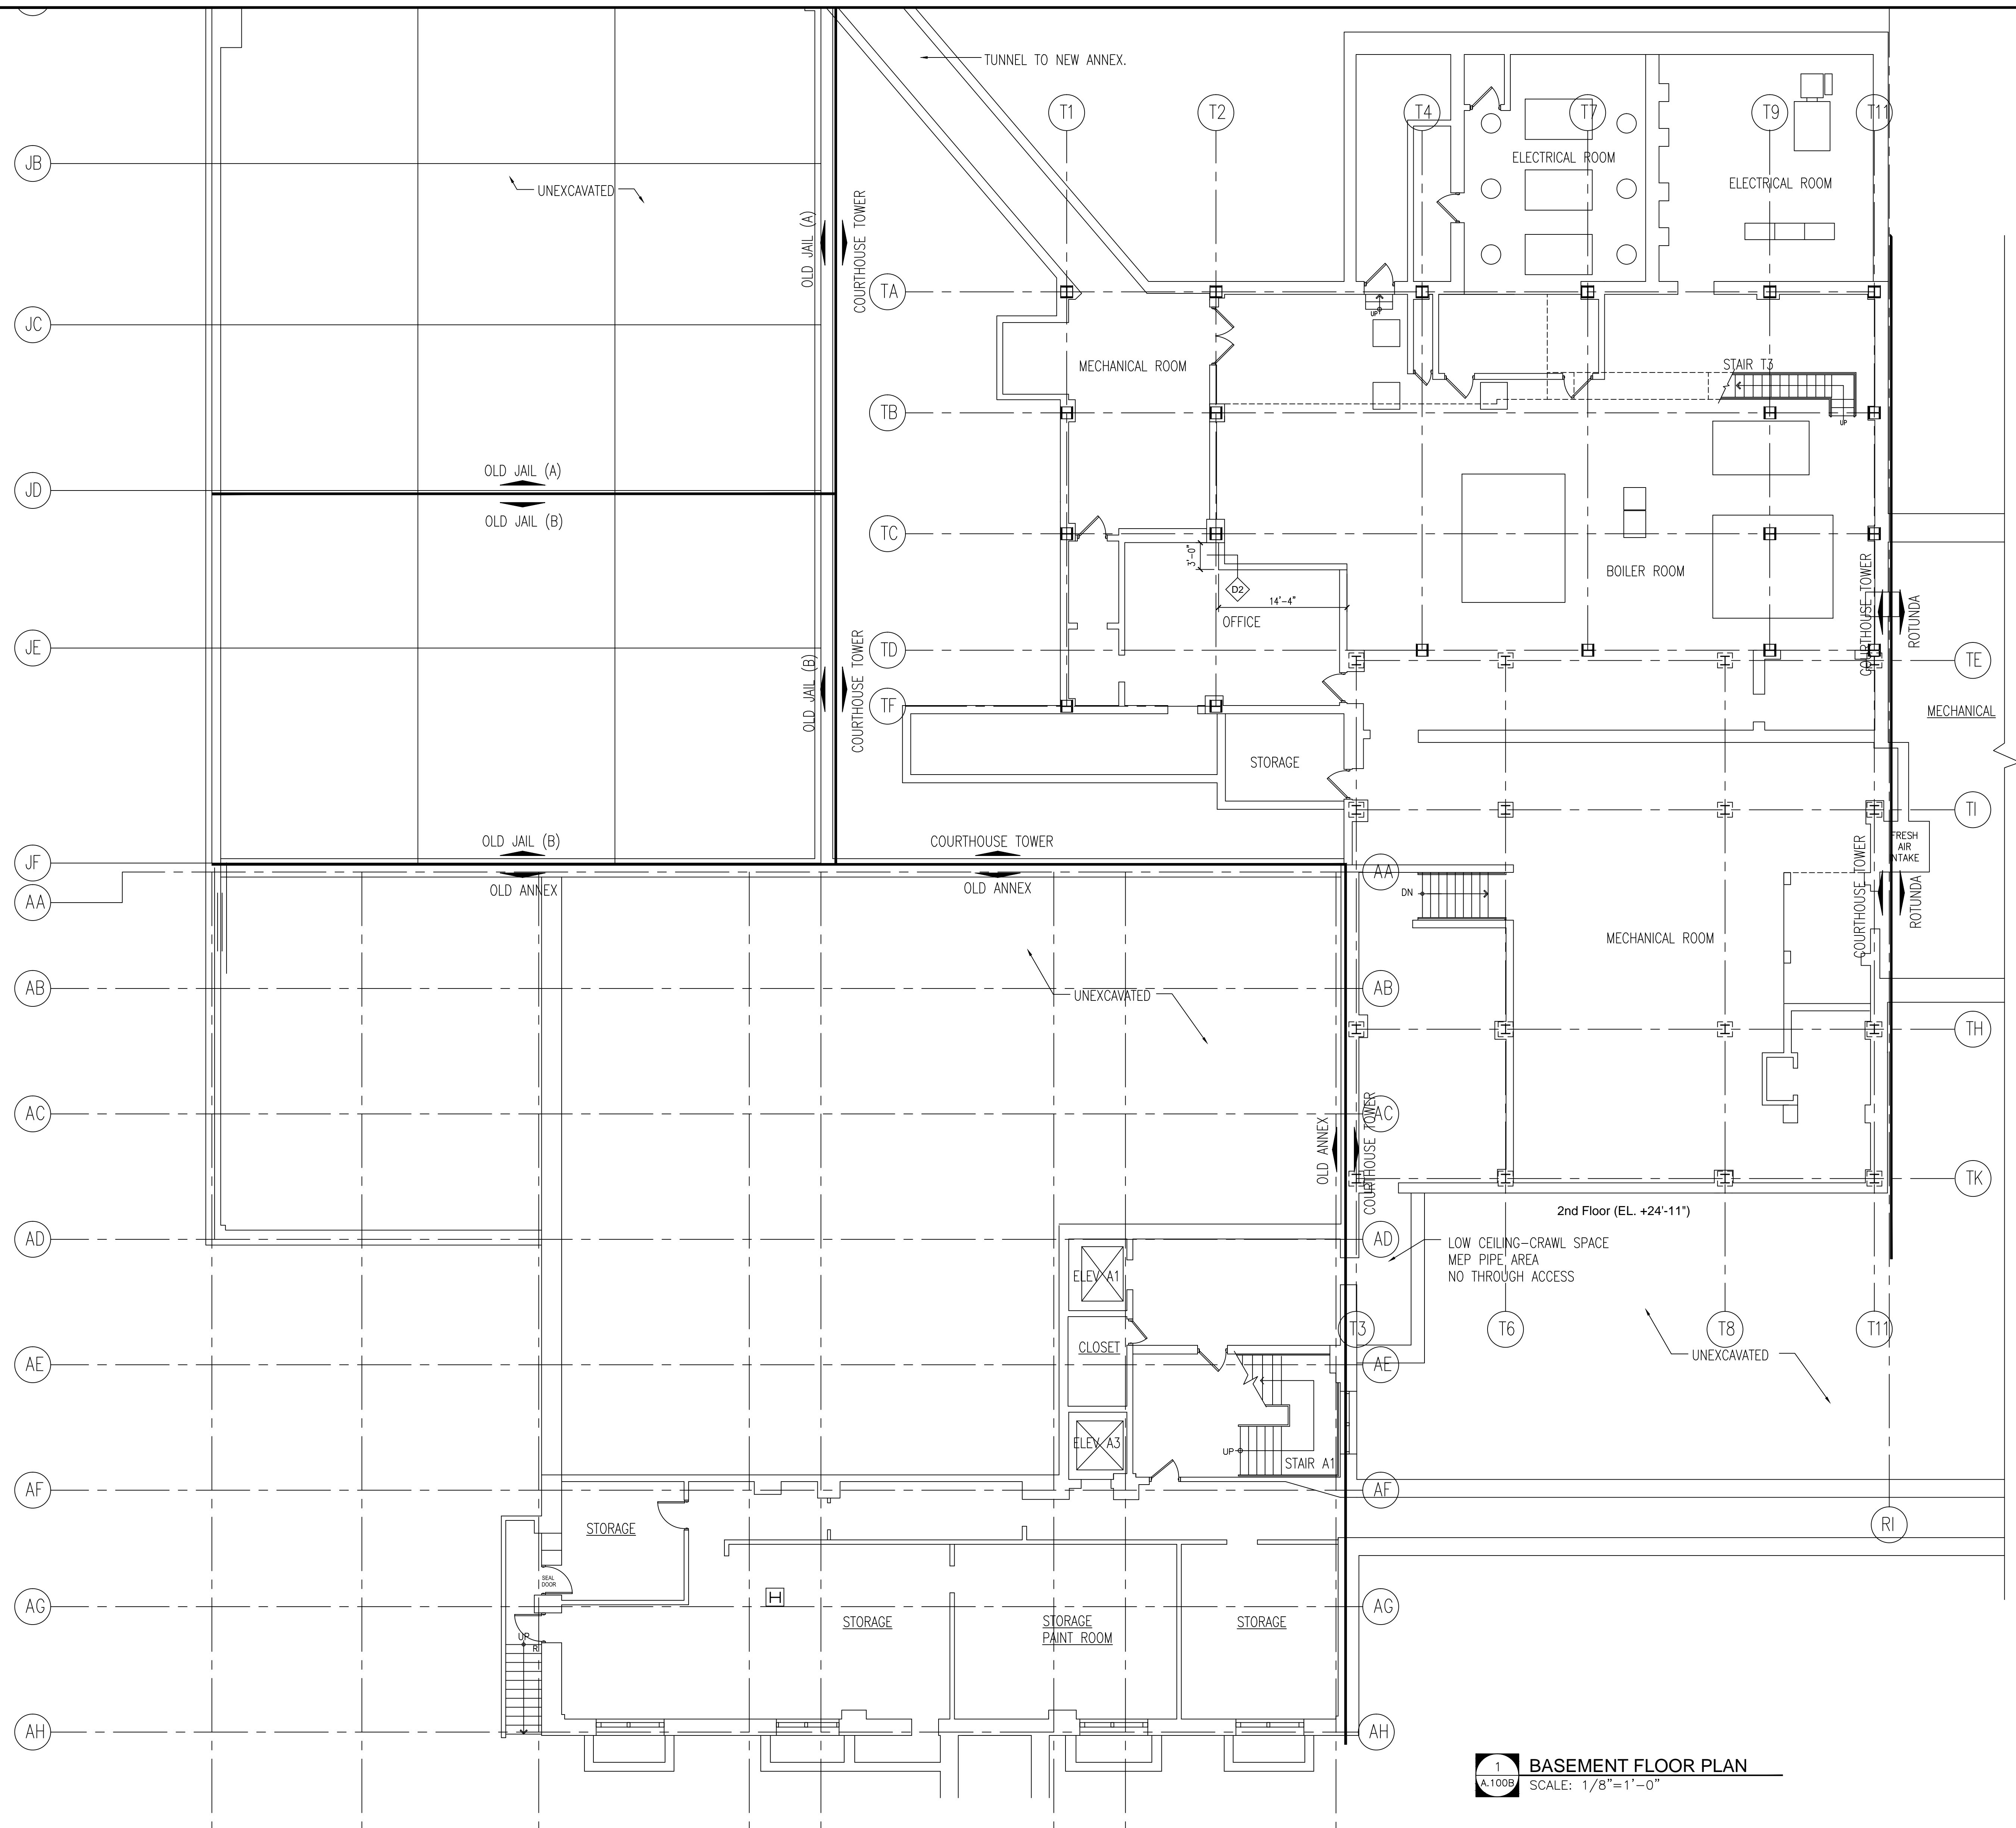 TUNNEL TO NEW ANNEX.
T1
T2
T4
T7
T9
T11
JB
UNEXCAVATED
ELECTRICAL ROOM
ELECTRICAL ROOM
OLD JAIL (A)
COURTHOUSE TOWER
TA
JC
UP
MECHANICAL ROOM
STAIR T3
TB
UP
OLD JAIL (A)
JD
OLD JAIL (B)
TC
3'-0"
D2
BOILER ROOM
14'-4"
OFFICE
COURTHOUSE TOWER
ROTUNDA
JE
OLD JAIL (B)
COURTHOUSE TOWER
TD
TE
TF
MECHANICAL
STORAGE
TI
OLD JAIL (B)
COURTHOUSE TOWER
FRESH
AIR
INTAKE
JF
AA
OLD ANNEX
OLD ANNEX
AA
DN
COURTHOUSE TOWER
ROTUNDA
MECHANICAL ROOM
AB
UNEXCAVATED
AB
TH
AC
AC
OLD ANNEX
COURTHOUSE TOWER
TK
2nd Floor (EL. +24'-11")
AD
AD
LOW CEILING-CRAWL SPACE
MEP PIPE AREA
NO THROUGH ACCESS
ELEV A1
T3
T6
T8
T11
CLOSET
UNEXCAVATED
AE
AE
ELEV A3
UP
STAIR A1
AF
AF
RI
STORAGE
SEAL
DOOR
AG
H
AG
STORAGE
STORAGE
PAINT ROOM
STORAGE
UP
R
AH
AH
1
A.100B
BASEMENT FLOOR PLAN
SCALE: 1/8"=1'-0"